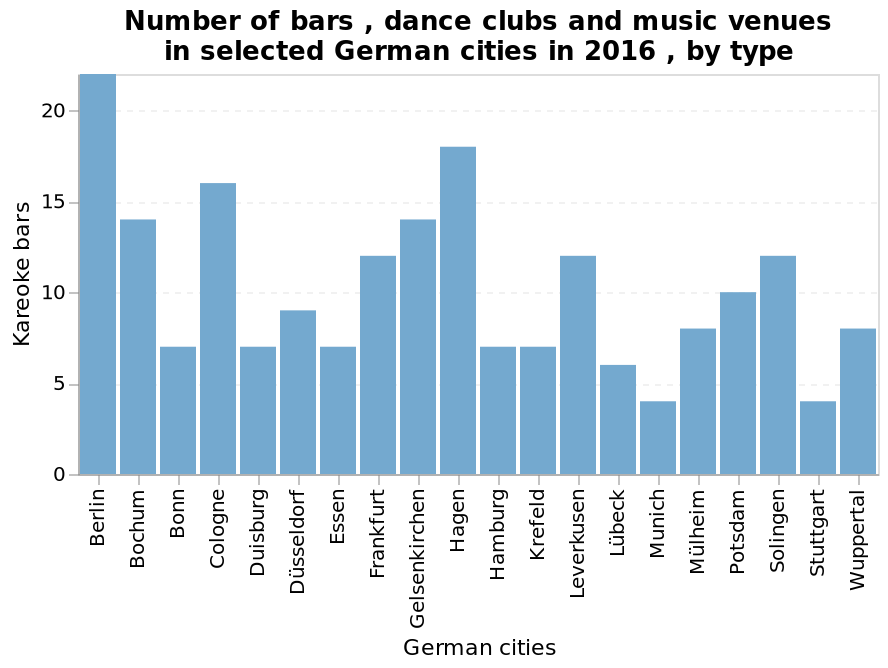 Number of bars , dance clubs and music venues
in selected German cities in 2016 , by type
Kareoke bars
20
15
10
5
0
Berlin
Bochum
Bonn
Cologne
Duisburg
Düsseldorf
Essen
Frankfurt
Gelsenkirchen
Hagen
Hamburg
Krefeld
Leverkusen
Lübeck
Munich
Mülheim
Potsdam
Solingen
Stuttgart
Wuppertal
German cities